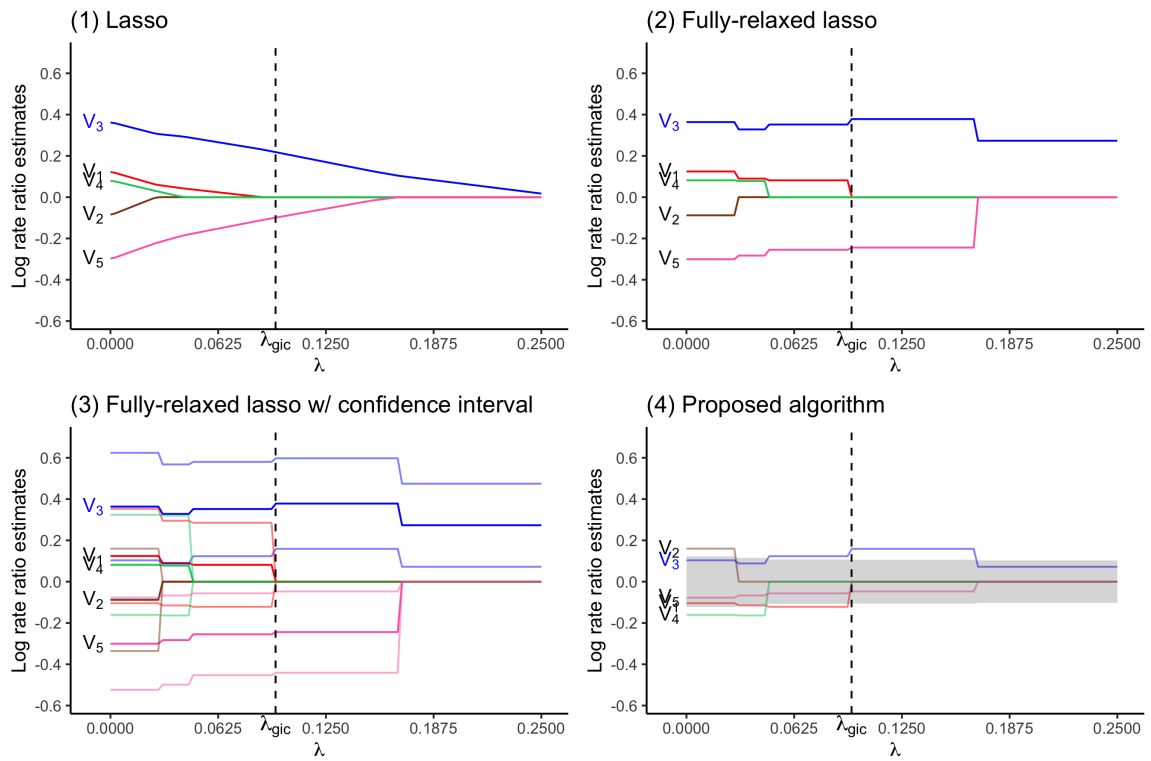 (1) Lasso
Log rate ratio estimates
0.6
0.4
0.2
0.0
-0.2
-0.4
-0.6
V3
V1
V4
V2
V5
0.0000 0.0625 λgic 0.1250 0.1875 0.2500
λ
(2) Fully-relaxed lasso
Log rate ratio estimates
0.6
0.4
0.2
0.0
-0.2
-0.4
-0.6
V3
V1
V4
V2
V5
0.0000 0.0625 λgic 0.1250 0.1875 0.2500
λ
(3) Fully-relaxed lasso w/ confidence interval
Log rate ratio estimates
0.6
0.4
0.2
0.0
-0.2
-0.4
-0.6
V3
V1
V4
V2
V5
0.0000 0.0625 λgic 0.1250 0.1875 0.2500
λ
(4) Proposed algorithm
Log rate ratio estimates
0.6
0.4
0.2
0.0
-0.2
-0.4
-0.6
V2
V3
V5
V1
V4
0.0000 0.0625 λgic 0.1250 0.1875 0.2500
λ